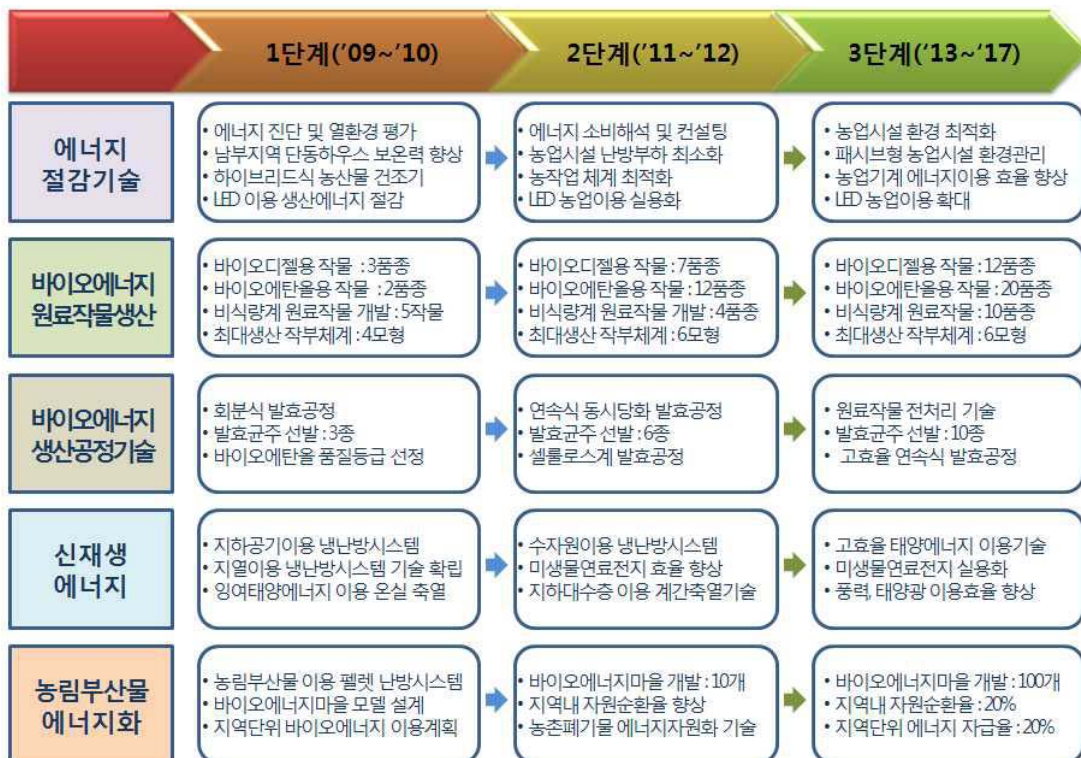 1단계('09~'10)
2단계('11~'12)
3단계('13~'17)
에너지
절감기술
• 에너지 진단 및 열환경 평가
• 남부지역 단동하우스 보온력 향상
• 하이브리드식 농산물 건조기
• LED 이용 생산에너지 절감
• 에너지 소비해석 및 컨설팅
• 농업시설 난방부하 최소화
• 농작업 체계 최적화
• LED 농업이용 실용화
• 농업시설 환경 최적화
• 패시브형 농업시설 환경관리
• 농업기계 에너지이용 효율 향상
• LED 농업이용 확대
바이오에너지
원료작물생산
• 바이오디젤용 작물 : 3품종
• 바이오에탄올용 작물 : 2품종
• 비식량계 원료작물 개발 : 5작물
• 최대생산 작부체계 : 4모형
• 바이오디젤용 작물 : 7품종
• 바이오에탄올용 작물 : 12품종
• 비식량계 원료작물 개발 : 4품종
• 최대생산 작부체계 : 6모형
• 바이오디젤용 작물 : 12품종
• 바이오에탄올용 작물 : 20품종
• 비식량계 원료작물 : 10품종
• 최대생산 작부체계 : 6모형
바이오에너지
생산공정기술
• 회분식 발효공정
• 발효균주 선발 : 3종
• 바이오에탄올 품질등급 선정
• 연속식 동시당화 발효공정
• 발효균주 선발 : 6종
• 셀룰로스계 발효공정
• 원료작물 전처리 기술
• 발효균주 선발 : 10종
• 고효율 연속식 발효공정
신재생
에너지
• 지하공기이용 냉난방시스템
• 지열이용 냉난방시스템 기술 확립
• 잉여태양에너지 이용 온실 축열
• 수자원이용 냉난방시스템
• 미생물연료전지 효율 향상
• 지하대수층 이용 계간축열기술
• 고효율 태양에너지 이용기술
• 미생물연료전지 실용화
• 풍력, 태양광 이용효율 향상
농림부산물
에너지화
• 농림부산물 이용 펠렛 난방시스템
• 바이오에너지마을 모델 설계
• 지역단위 바이오에너지 이용계획
• 바이오에너지마을 개발 : 10개
• 지역내 자원순환율 향상
• 농촌폐기물 에너지자원화 기술
• 바이오에너지마을 개발 : 100개
• 지역내 자원순환율 : 20%
• 지역단위 에너지 자급율 : 20%